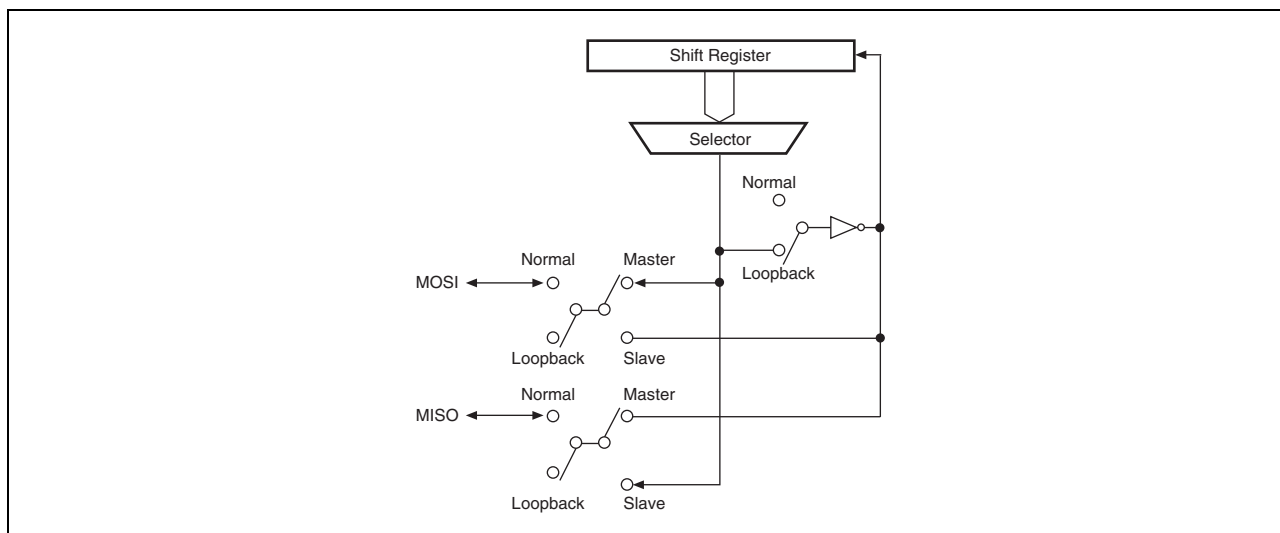 Shift Register
Selector
Normal
Loopback
MOSI
Normal
Master
Loopback
Slave
MISO
Normal
Master
Loopback
Slave